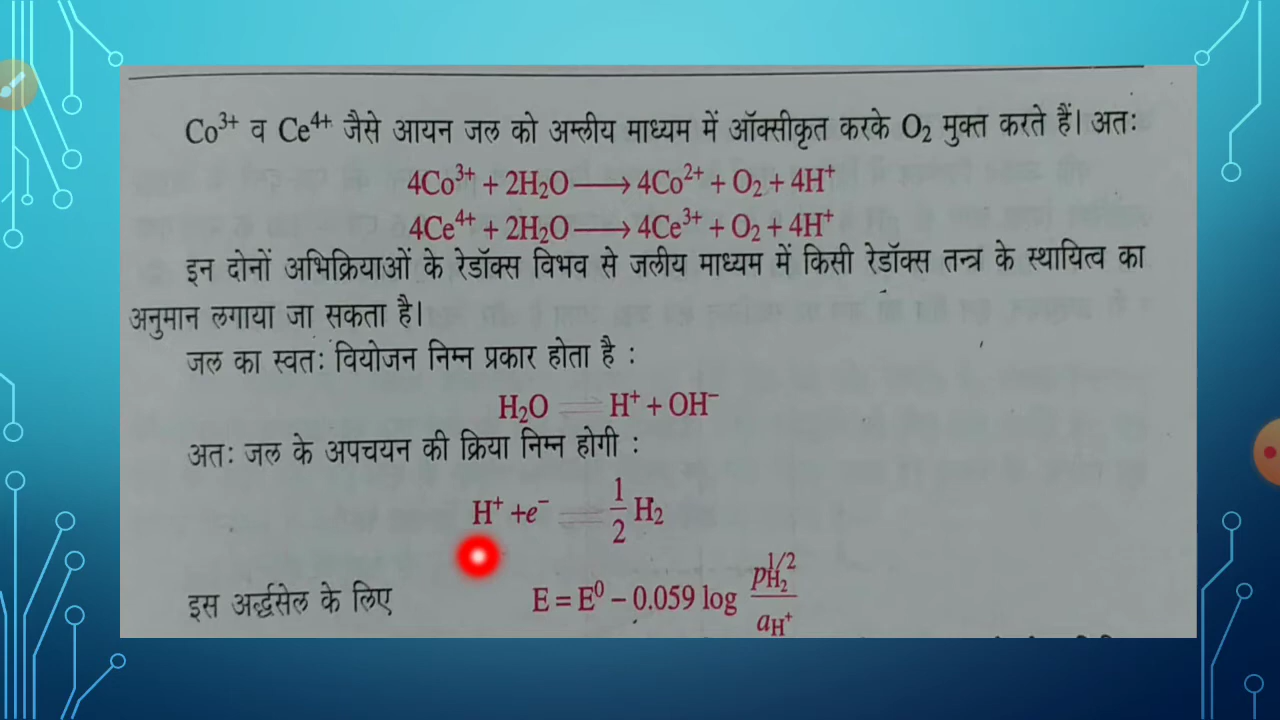 Co³⁺ व Ce⁴⁺ जैसे आयन जल को अम्लीय माध्यम में ऑक्सीकृत करके O₂ मुक्त करते हैं। अतः
4Co³⁺ + 2H₂O ⟶ 4Co²⁺ + O₂ + 4H⁺
4Ce⁴⁺ + 2H₂O ⟶ 4Ce³⁺ + O₂ + 4H⁺
इन दोनों अभिक्रियाओं के रेडॉक्स विभव से जलीय माध्यम में किसी रेडॉक्स तन्त्र के स्थायित्व का
अनुमान लगाया जा सकता है।
जल का स्वतः वियोजन निम्न प्रकार होता है :
H₂O ⇌ H⁺ + OH⁻
अतः जल के अपचयन की क्रिया निम्न होगी :
H⁺ + e⁻ ⇌ 1/2 H₂
इस अर्द्धसेल के लिए E = E⁰ − 0.059 log p_H₂^1/2 / a_H⁺